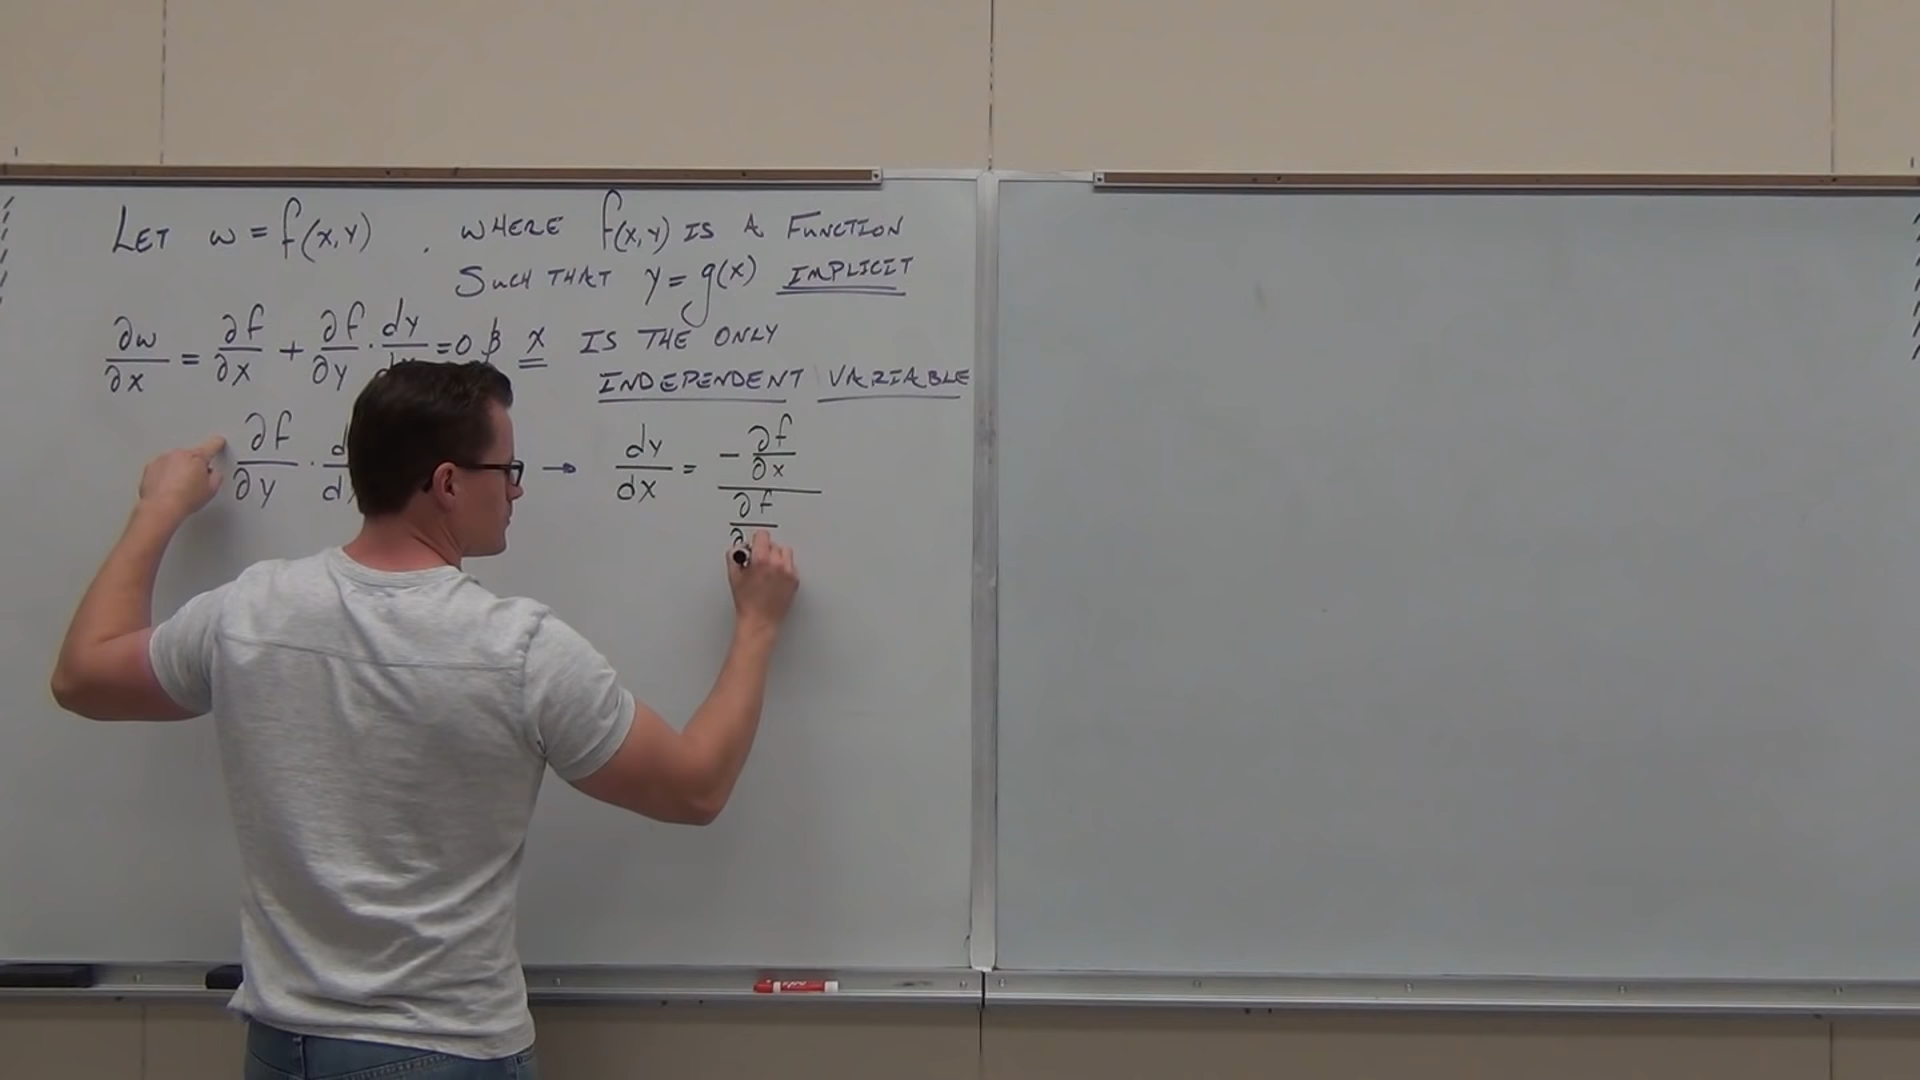 LET w = f(x,y) . WHERE f(x,y) IS A FUNCTION
SUCH THAT y = g(x) IMPLICIT
∂w/∂x = ∂f/∂x + ∂f/∂y · dy/dx = 0 β x IS THE ONLY
INDEPENDENT VARIABLE
∂f/∂y · → dy/dx = (-∂f/∂x)/(∂f/∂